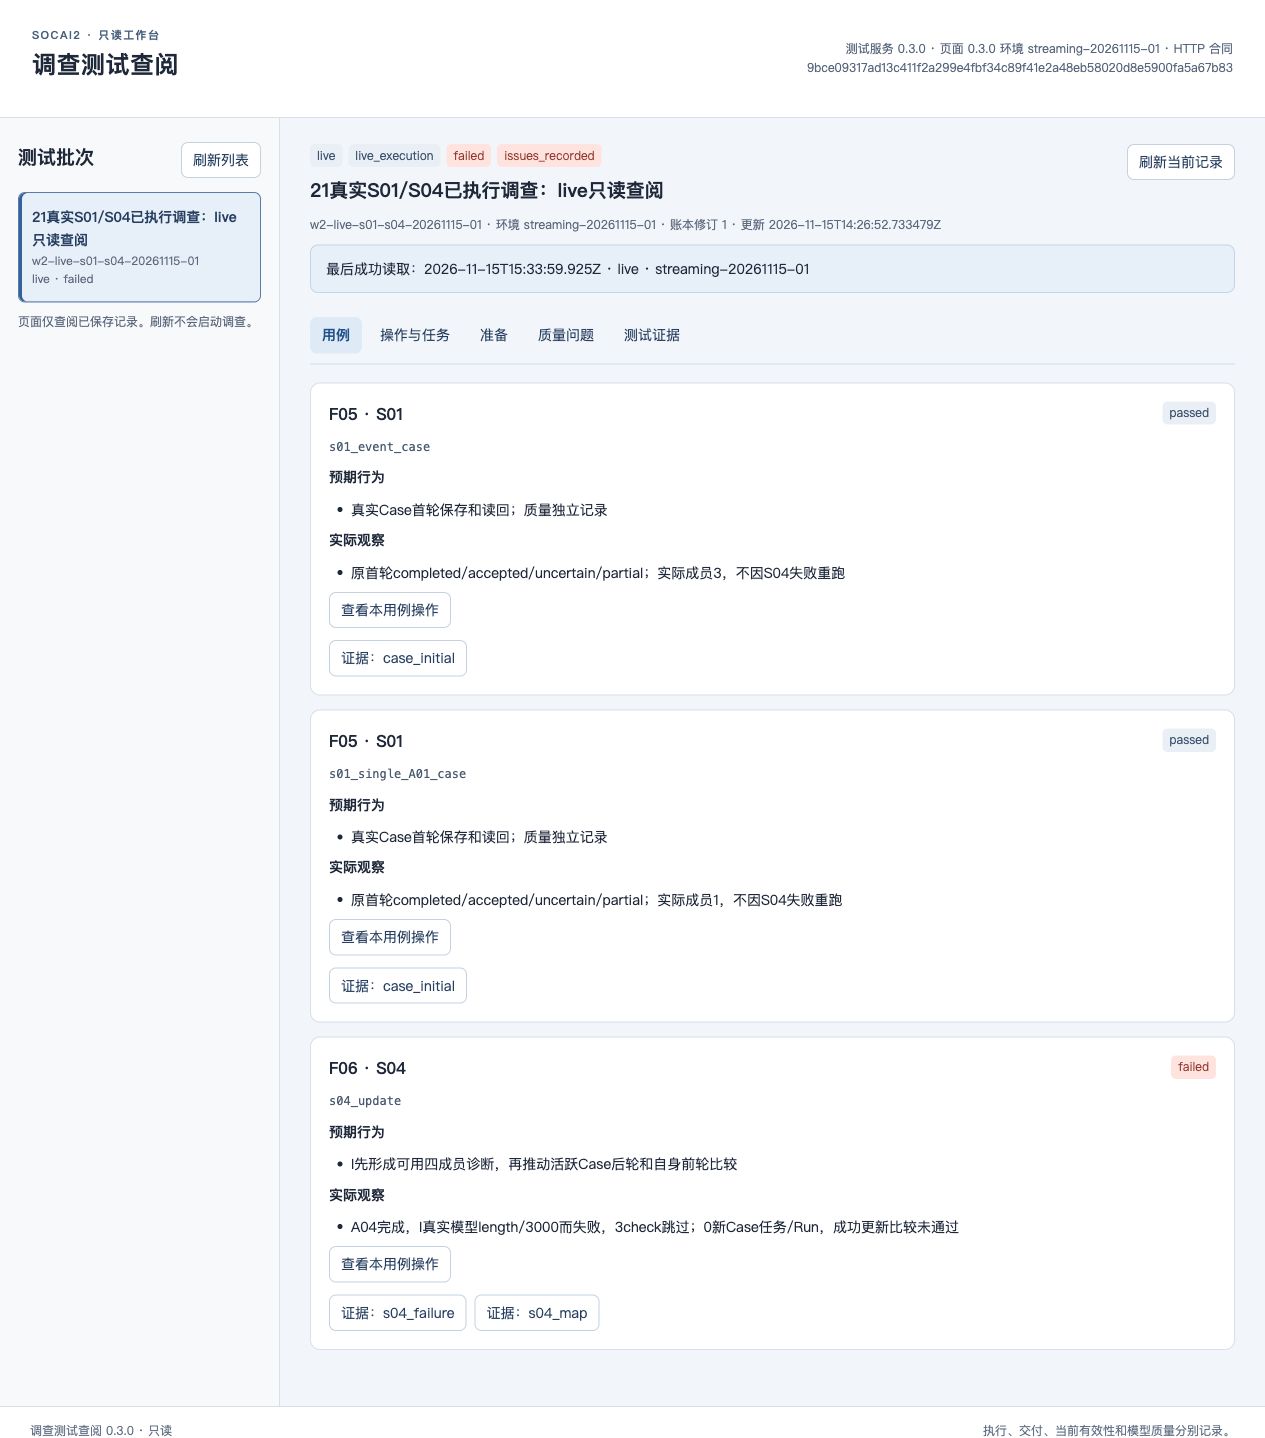 SOCAI2 · 只读工作台
调查测试查阅
测试服务 0.3.0 · 页面 0.3.0 环境 streaming-20261115-01 · HTTP 合同
9bce09317ad13c411f2a299e4fbf34c89f41e2a48eb58020d8e5900fa5a67b83
测试批次
刷新列表
21真实S01/S04已执行调查：live
只读查阅
w2-live-s01-s04-20261115-01
live · failed
页面仅查阅已保存记录。刷新不会启动调查。
live live_execution failed issues_recorded
刷新当前记录
21真实S01/S04已执行调查：live只读查阅
w2-live-s01-s04-20261115-01 · 环境 streaming-20261115-01 · 账本修订 1 · 更新 2026-11-15T14:26:52.733479Z
最后成功读取：2026-11-15T15:33:59.925Z · live · streaming-20261115-01
用例 操作与任务 准备 质量问题 测试证据
F05 · S01
passed
s01_event_case
预期行为
• 真实Case首轮保存和读回；质量独立记录
实际观察
• 原首轮completed/accepted/uncertain/partial；实际成员3，不因S04失败重跑
查看本用例操作
证据：case_initial
F05 · S01
passed
s01_single_A01_case
预期行为
• 真实Case首轮保存和读回；质量独立记录
实际观察
• 原首轮completed/accepted/uncertain/partial；实际成员1，不因S04失败重跑
查看本用例操作
证据：case_initial
F06 · S04
failed
s04_update
预期行为
• I先形成可用四成员诊断，再推动活跃Case后轮和自身前轮比较
实际观察
• A04完成，I真实模型length/3000而失败，3check跳过；0新Case任务/Run，成功更新比较未通过
查看本用例操作
证据：s04_failure 证据：s04_map
调查测试查阅 0.3.0 · 只读
执行、交付、当前有效性和模型质量分别记录。